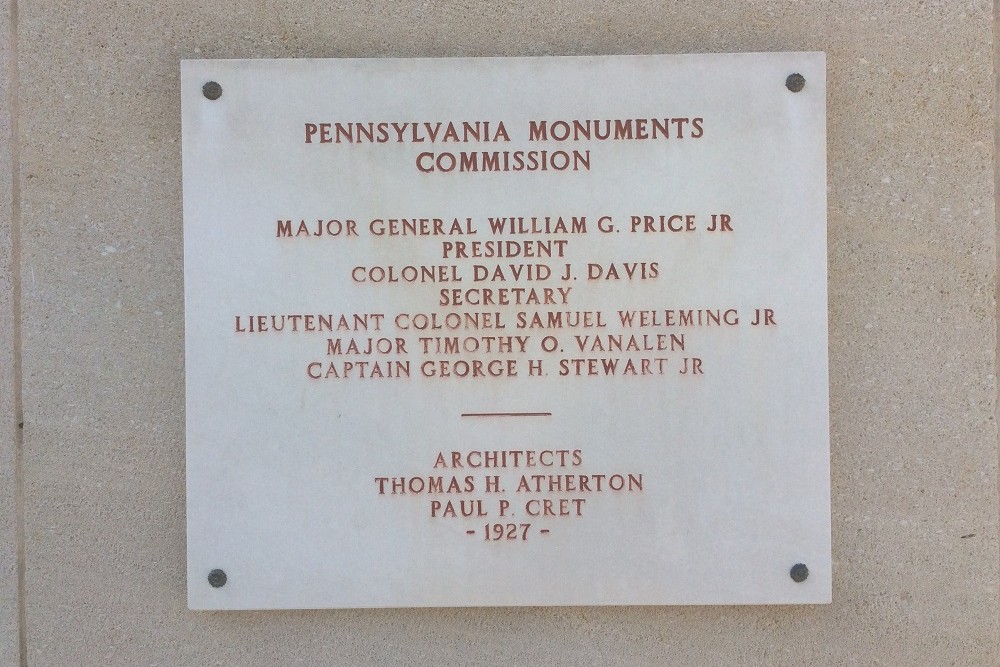 PENNSYLVANIA MONUMENTS
COMMISSION
MAJOR GENERAL WILLIAM G. PRICE JR
PRESIDENT
COLONEL DAVID J. DAVIS
SECRETARY
LIEUTENANT COLONEL SAMUEL WELEMING JR
MAJOR TIMOTHY O. VANALEN
CAPTAIN GEORGE H. STEWART JR
ARCHITECTS
THOMAS H. ATHERTON
PAUL P. CRET
- 1927 -